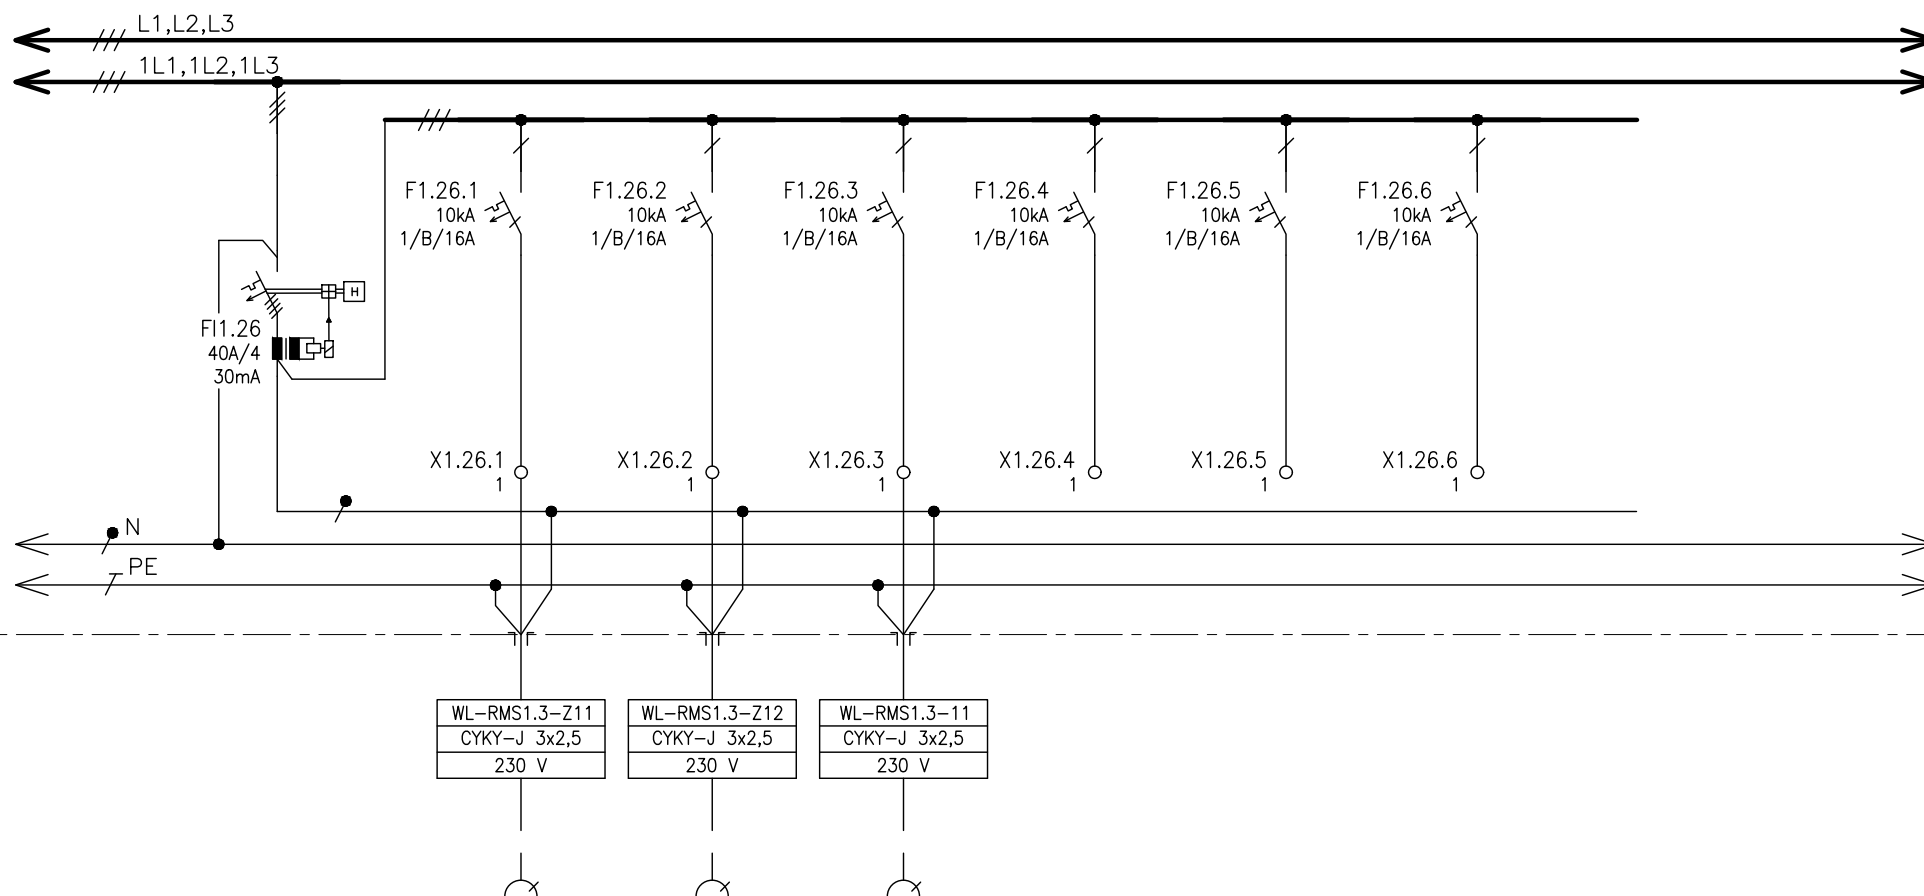 L1,L2,L3
1L1,1L2,1L3
F1.26.1
10kA
1/B/16A
F1.26.2
10kA
1/B/16A
F1.26.3
10kA
1/B/16A
F1.26.4
10kA
1/B/16A
F1.26.5
10kA
1/B/16A
F1.26.6
10kA
1/B/16A
H
FI1.26
40A/4
30mA
X1.26.1
1
X1.26.2
1
X1.26.3
1
X1.26.4
1
X1.26.5
1
X1.26.6
1
N
PE
WL-RMS1.3-Z11
CYKY-J 3x2,5
230 V
WL-RMS1.3-Z12
CYKY-J 3x2,5
230 V
WL-RMS1.3-11
CYKY-J 3x2,5
230 V